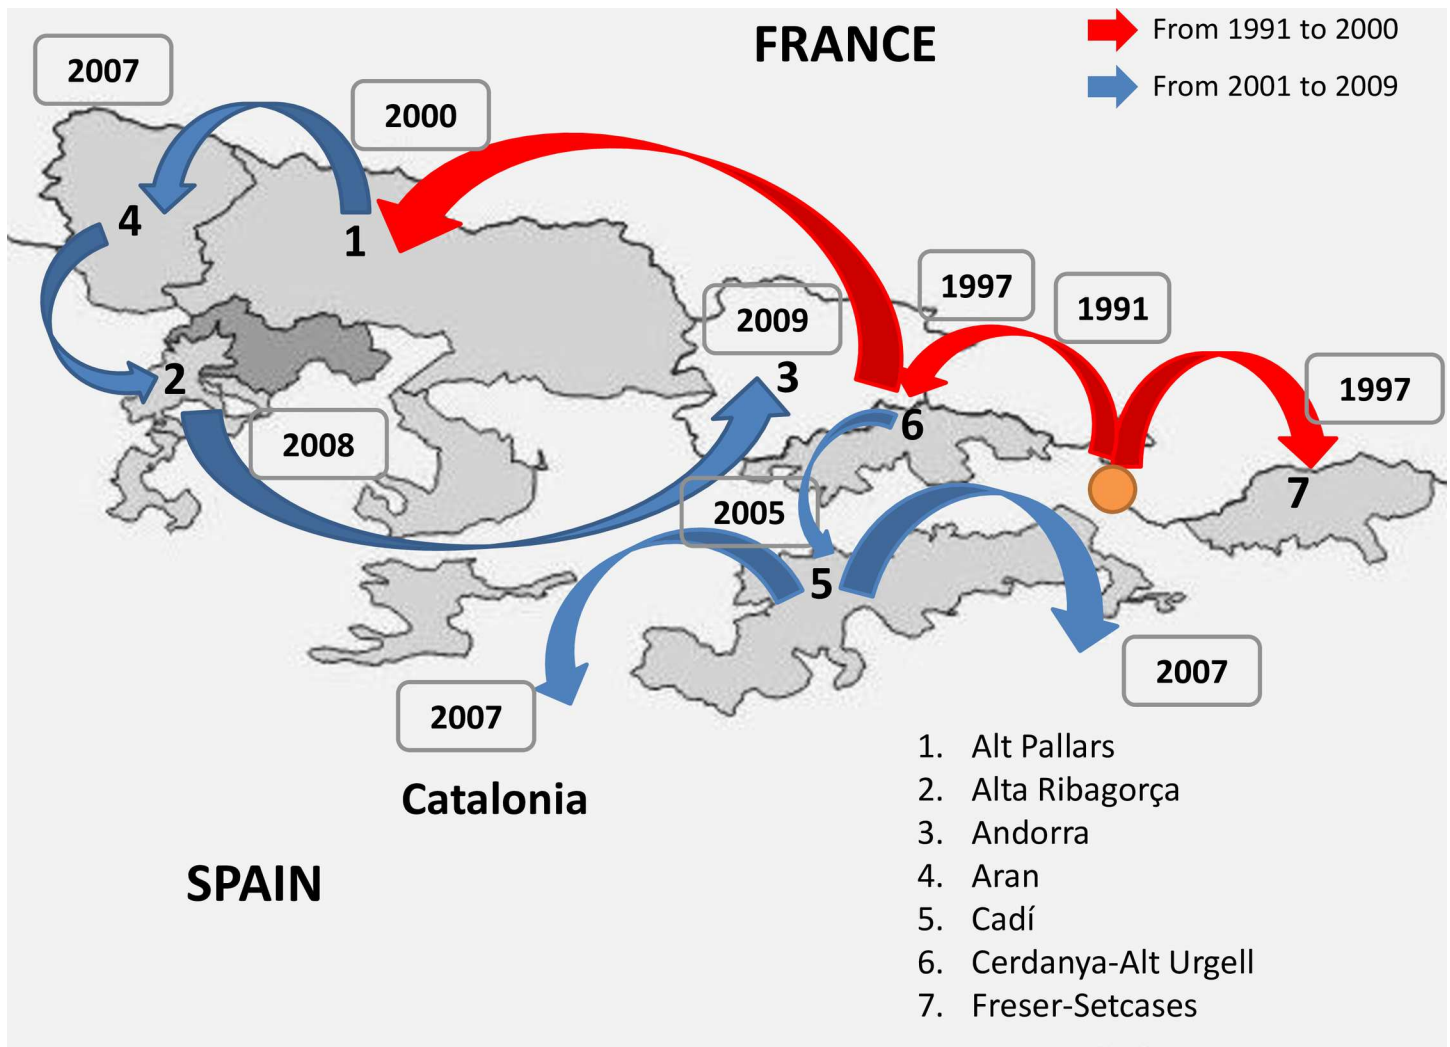 FRANCE
From 1991 to 2000
From 2001 to 2009
2007
2000
4
1
1997
1991
2009
3
1997
2
6
2008
7
2005
5
2007
2007
Catalonia
SPAIN
1. Alt Pallars
2. Alta Ribagorça
3. Andorra
4. Aran
5. Cadí
6. Cerdanya-Alt Urgell
7. Freser-Setcases